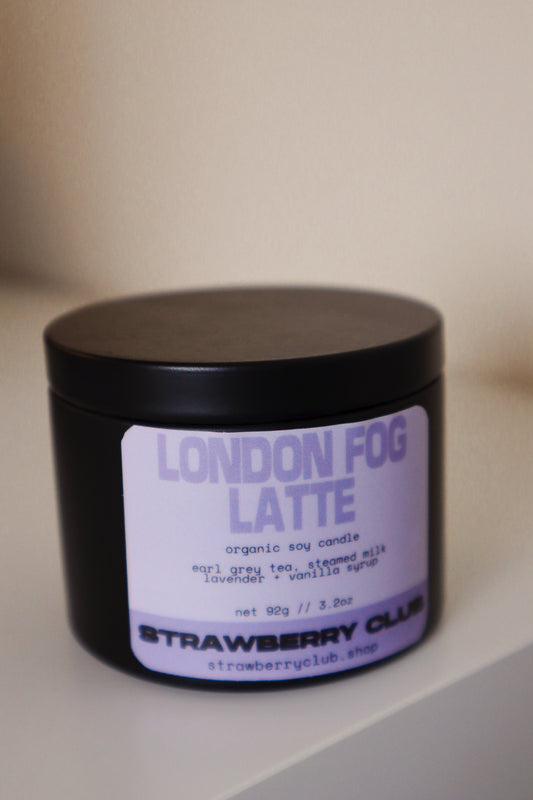 LONDON FOG
LATTE
organic soy candle
earl grey tea, steamed milk
lavender + vanilla syrup
net 92g // 3.2oz
STRAWBERRY CLUB
strawberryclub.shop